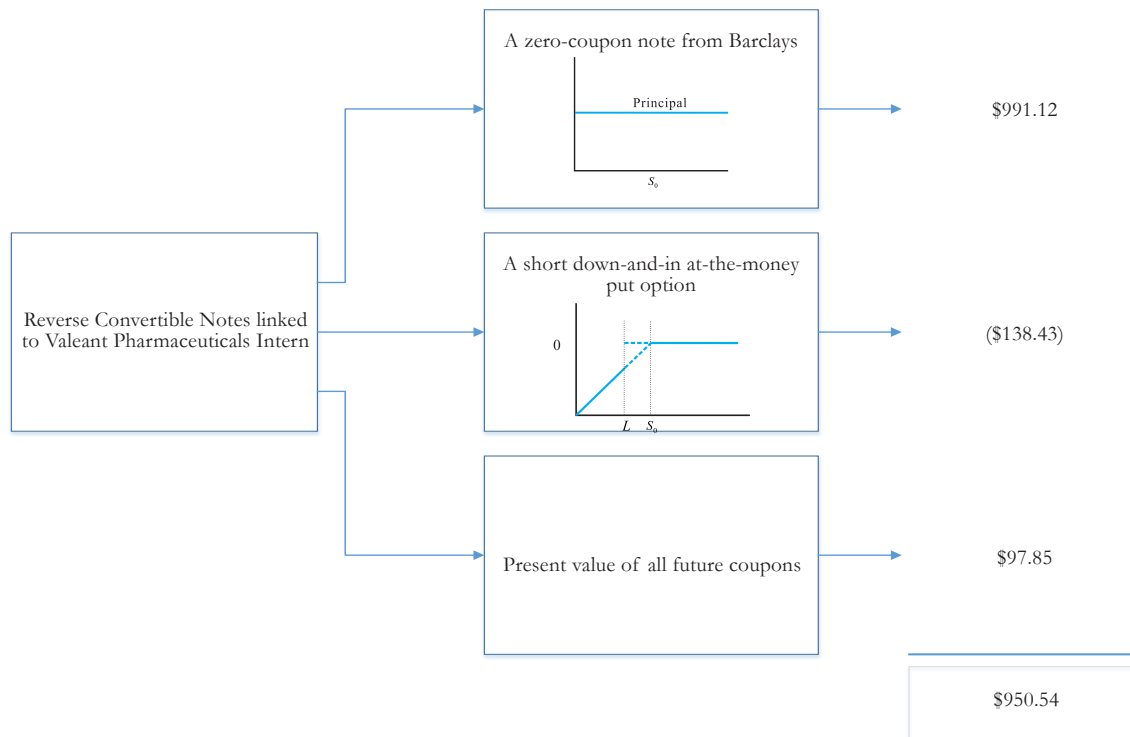 A zero-coupon note from Barclays
Principal
S₀
$991.12
Reverse Convertible Notes linked
to Valeant Pharmaceuticals Intern
A short down-and-in at-the-money
put option
0
L S₀
($138.43)
Present value of all future coupons
$97.85
$950.54